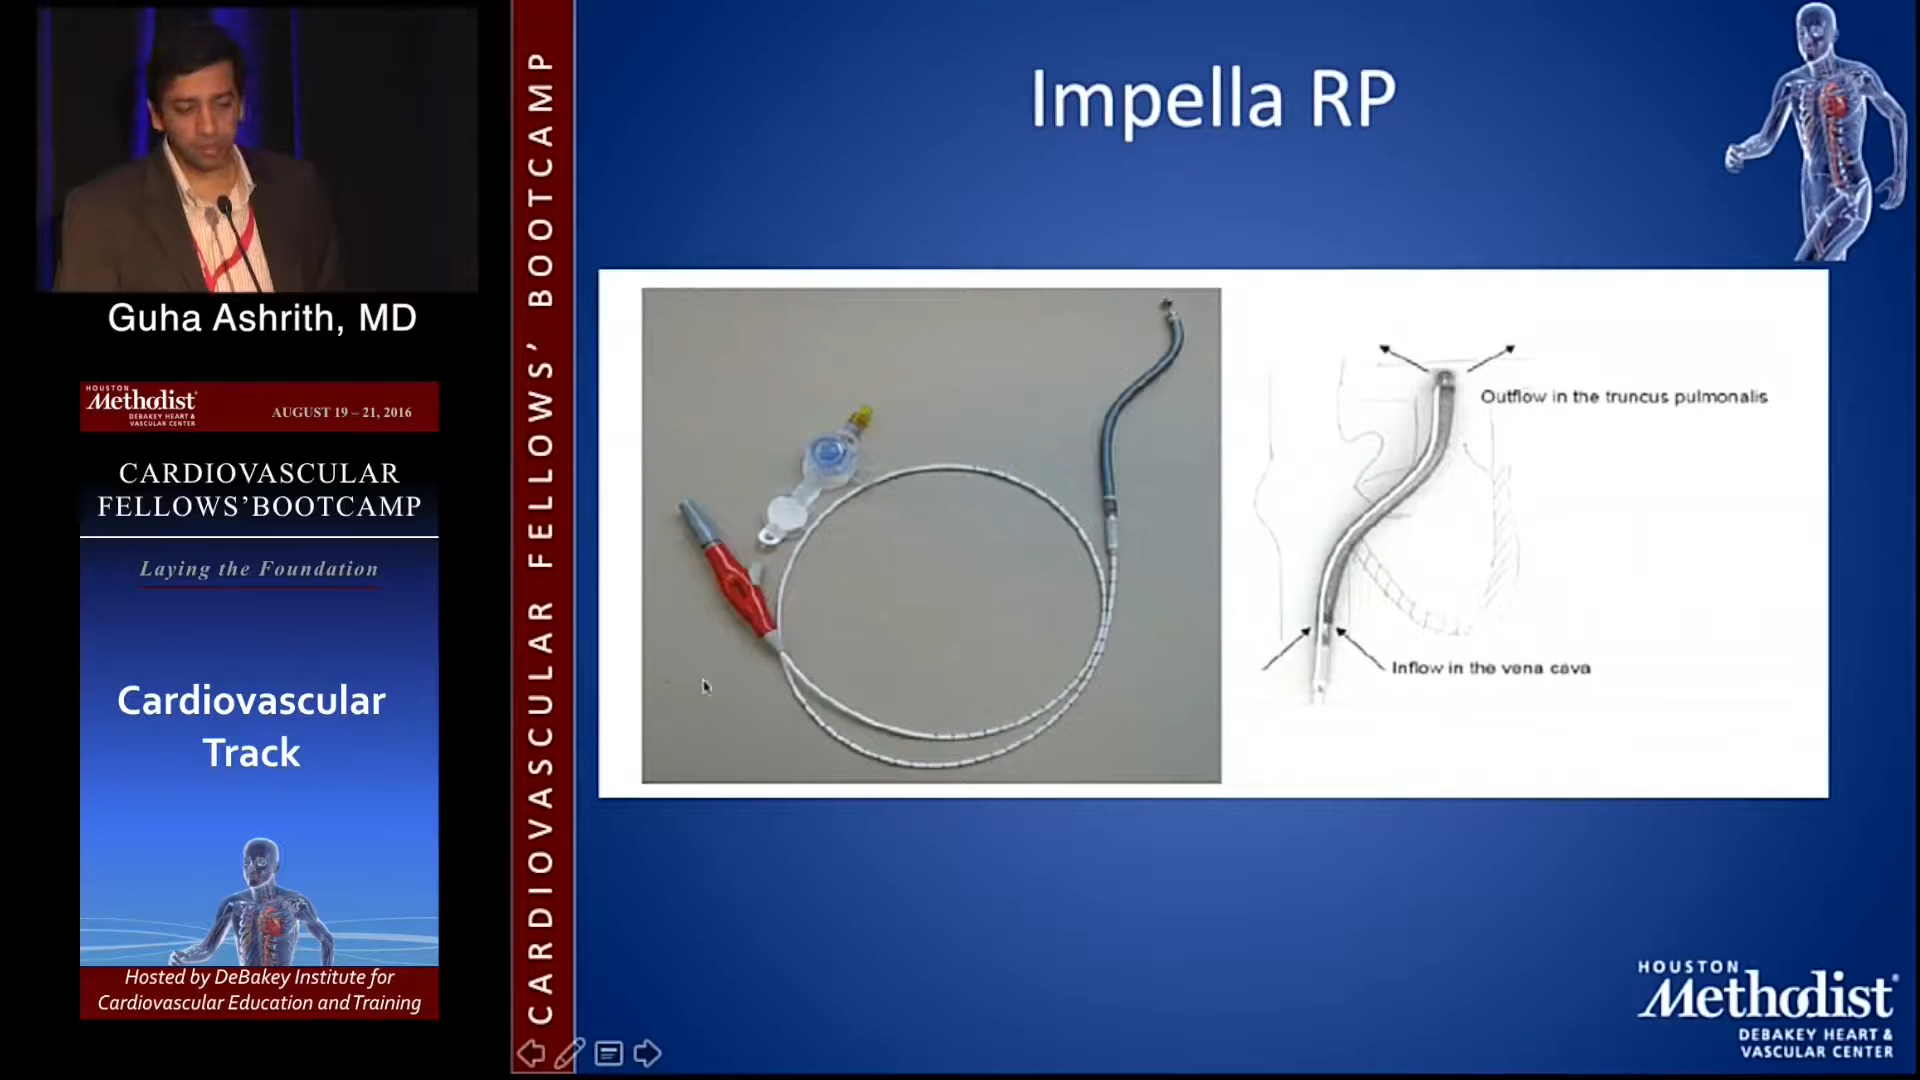 Guha Ashrith, MD
HOUSTON
Methodist
DEBAKEY HEART &
VASCULAR CENTER
AUGUST 19 – 21, 2016
CARDIOVASCULAR
FELLOWS’BOOTCAMP
Laying the Foundation
Cardiovascular
Track
Hosted by DeBakey Institute for
Cardiovascular Education and Training
CARDIOVASCULAR FELLOWS’ BOOTCAMP
Impella RP
Outflow in the truncus pulmonalis
Inflow in the vena cava
HOUSTON
Methodist
DEBAKEY HEART &
VASCULAR CENTER